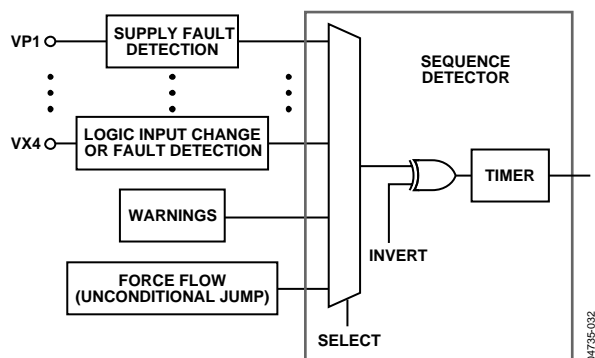 VP1
SUPPLY FAULT
DETECTION
SEQUENCE
DETECTOR
VX4
LOGIC INPUT CHANGE
OR FAULT DETECTION
WARNINGS
FORCE FLOW
(UNCONDITIONAL JUMP)
INVERT
TIMER
SELECT
04735-032